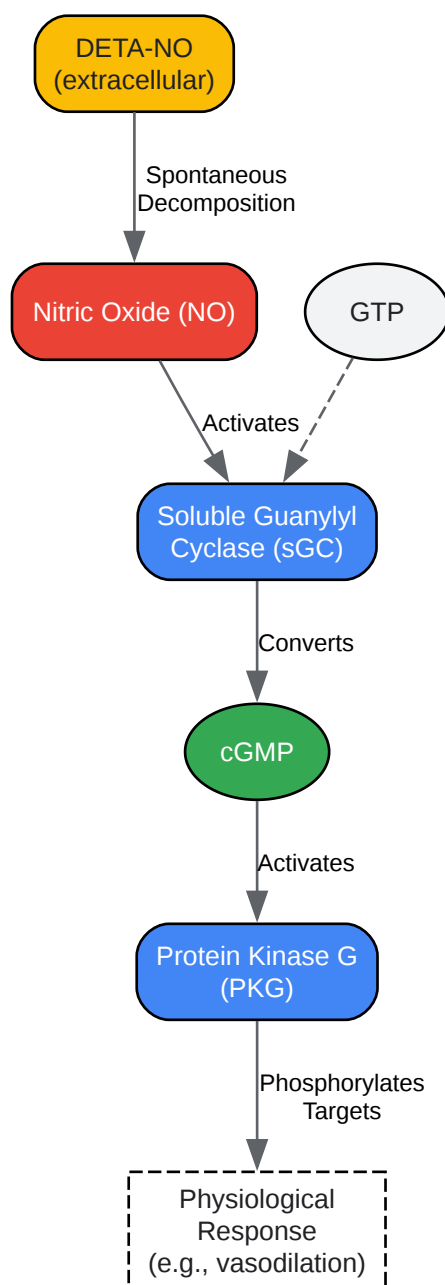 DETA-NO
(extracellular)
Spontaneous
Decomposition
Nitric Oxide (NO)
GTP
Activates
Soluble Guanylyl
Cyclase (sGC)
Converts
cGMP
Activates
Protein Kinase G
(PKG)
Phosphorylates
Targets
Physiological
Response
(e.g., vasodilation)